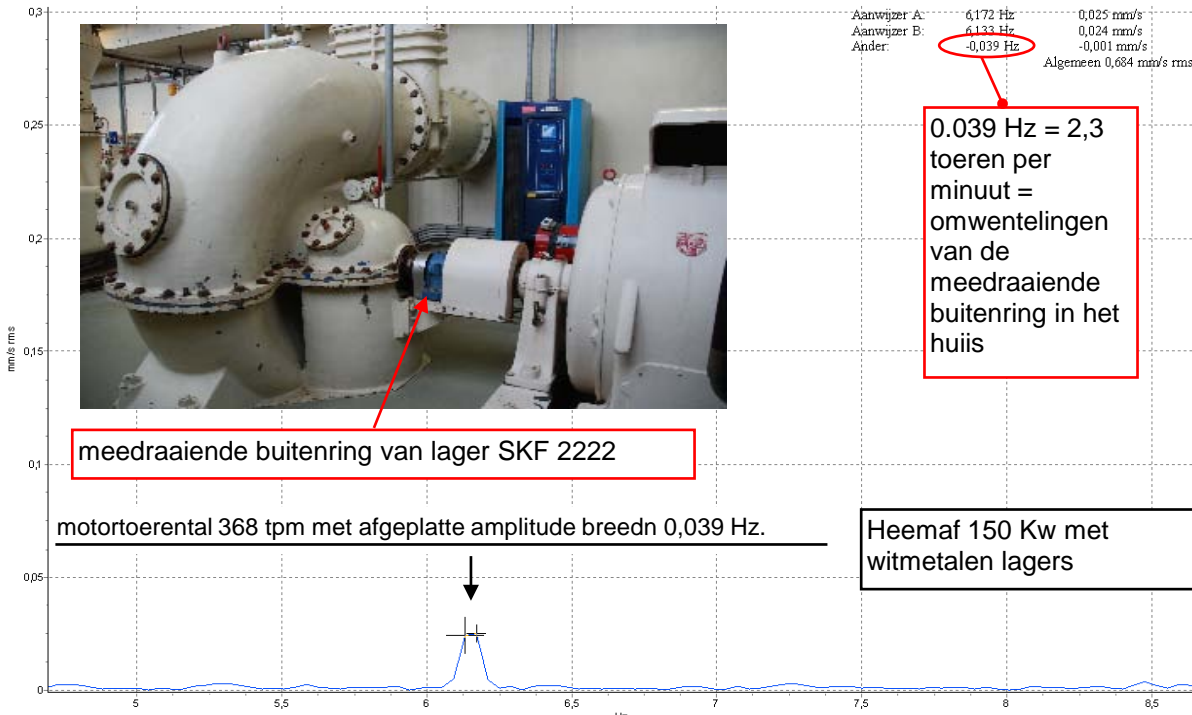 0,3
Aanwijzer A: 6,172 Hz 0,025 mm/s
Aanwijzer B: 6,133 Hz 0,024 mm/s
Ander: -0,039 Hz -0,001 mm/s
Algemeen 0,684 mm/s rms
0,25
0.039 Hz = 2,3
toeren per
minuut =
omwentelingen
van de
meedraaiende
buitenring in het
huiis
0,2
0,15
mm/s rms
meedraaiende buitenring van lager SKF 2222
0,1
motortoerental 368 tpm met afgeplatte amplitude breedn 0,039 Hz.
Heemaf 150 Kw met
witmetalen lagers
0,05
0
5
5,5
6
6,5
7
7,5
8
8,5